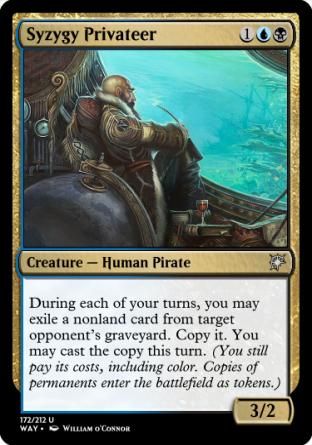 Syzygy Privateer 1
Creature — Human Pirate
During each of your turns, you may
exile a nonland card from target
opponent's graveyard. Copy it. You
may cast the copy this turn. (You still
pay its costs, including color. Copies of
permanents enter the battlefield as tokens.)
3/2
172/212 U
WAY • William O'Connor